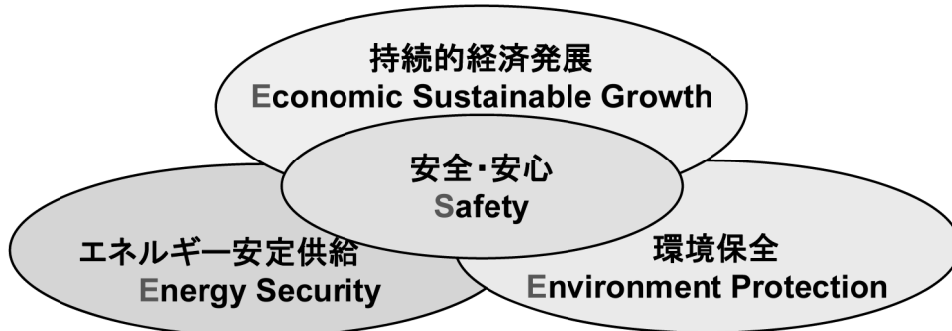 持続的経済発展
Economic Sustainable Growth
安全・安心
Safety
エネルギー安定供給
Energy Security
環境保全
Environment Protection